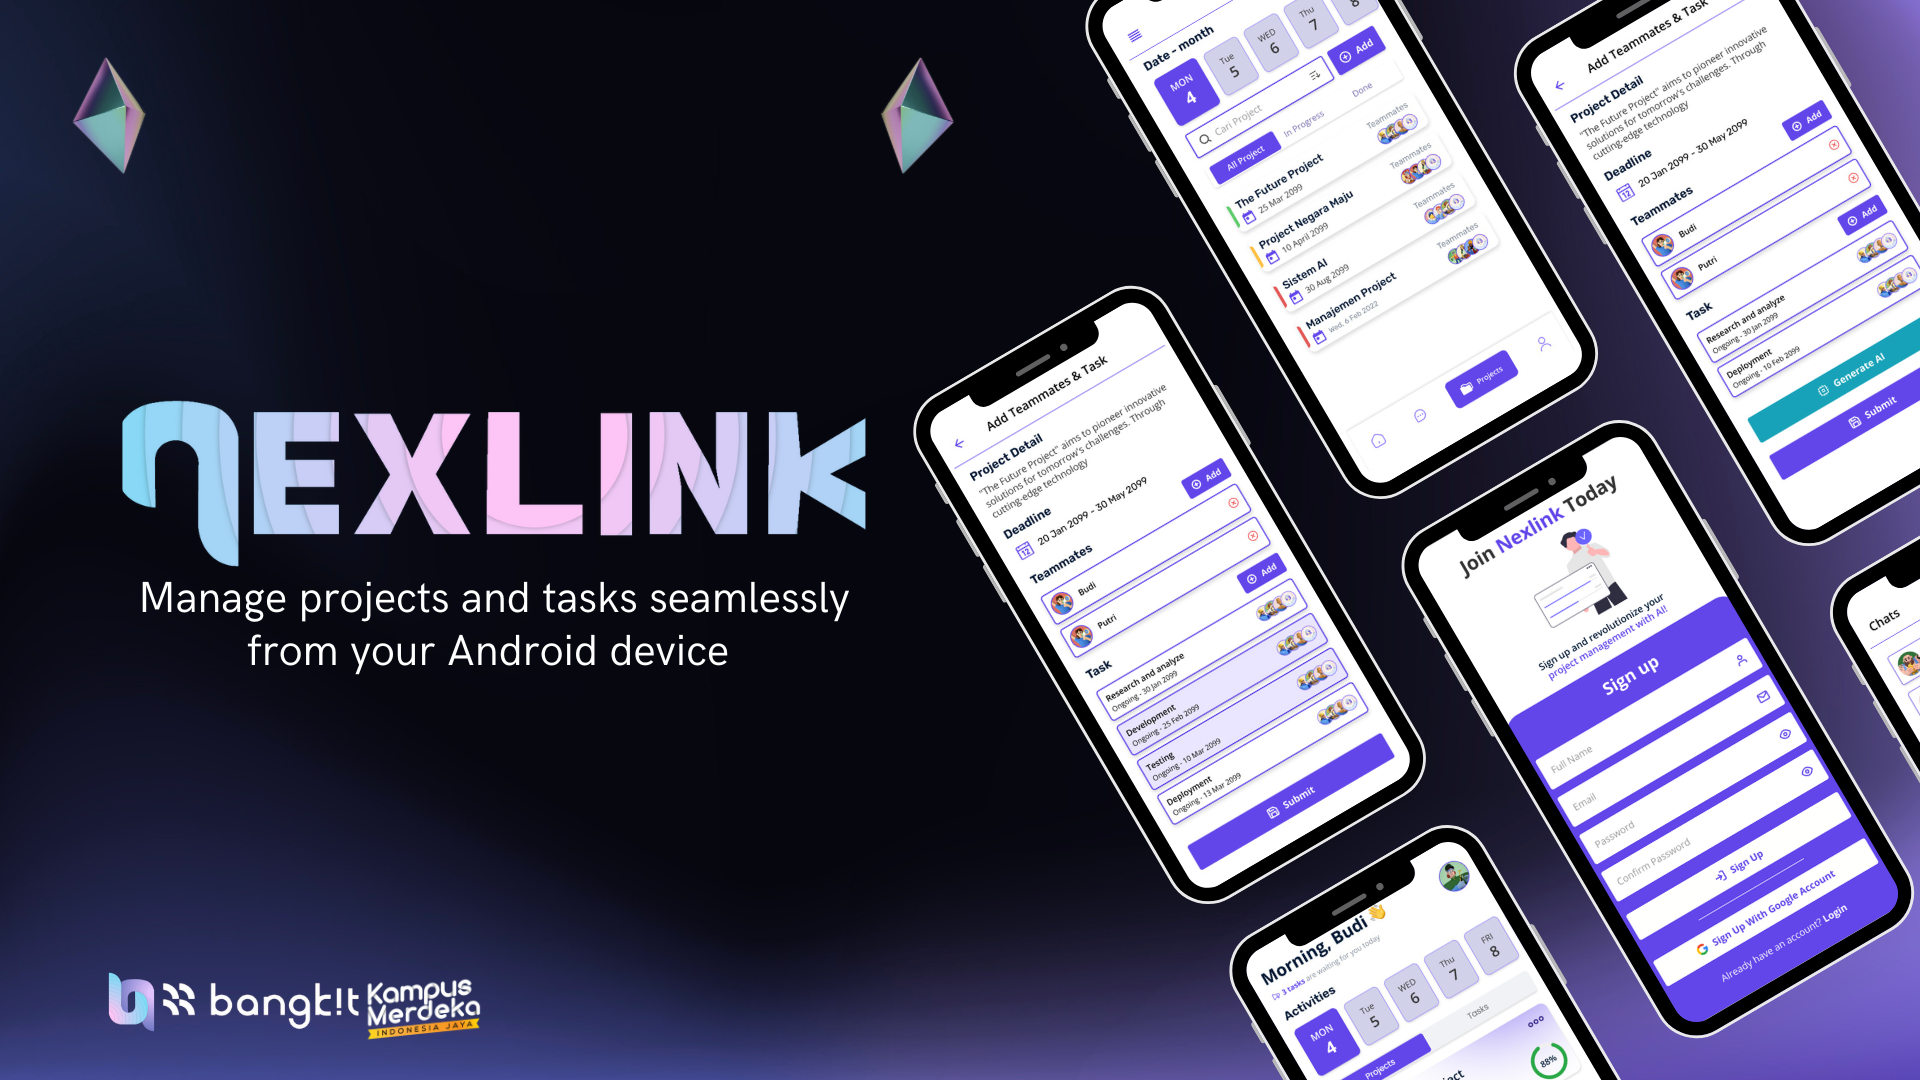 NEXLINK
Manage projects and tasks seamlessly
from your Android device
bangk!t
Kampus
Merdeka
INDONESIA JAYA
Add Teammates & Task
Project Detail
"The Future Project" aims to pioneer innovative
solutions for tomorrow's challenges. Through
cutting-edge technology
Deadline
12
20 Jan 2099 - 30 May 2099
Teammates
Add
Budi
Putri
Task
Add
Research and analyze
Ongoing - 30 Jan 2099
Development
Ongoing - 25 Feb 2099
Testing
Ongoing - 10 Mar 2099
Deployment
Ongoing - 13 Mar 2099
Submit
Date - month
MON
4
Tue
5
WED
6
Thu
7
8
Cari Project
Add
All Project
In Progress
Done
The Future Project
25 Mar 2099
Teammates
Project Negara Maju
10 April 2099
Teammates
Sistem AI
30 Aug 2099
Teammates
Manajemen Project
Wed, 6 Feb 2022
Teammates
Projects
Add Teammates & Task
Project Detail
"The Future Project" aims to pioneer innovative
solutions for tomorrow's challenges. Through
cutting-edge technology
Deadline
12
20 Jan 2099 - 30 May 2099
Teammates
Add
Budi
Putri
Task
Add
Research and analyze
Ongoing - 30 Jan 2099
Deployment
Ongoing - 10 Feb 2099
Generate AI
Submit
Join Nexlink Today
Sign up and revolutionize your
project management with AI!
Sign up
Full Name
Email
Password
Confirm Password
Sign Up
Sign Up With Google Account
Already have an account? Login
Chats
Morning, Budi 👋
3 tasks are waiting for you today
Activities
MON
4
Tue
5
WED
6
Thu
7
FRI
8
Projects
Tasks
88%